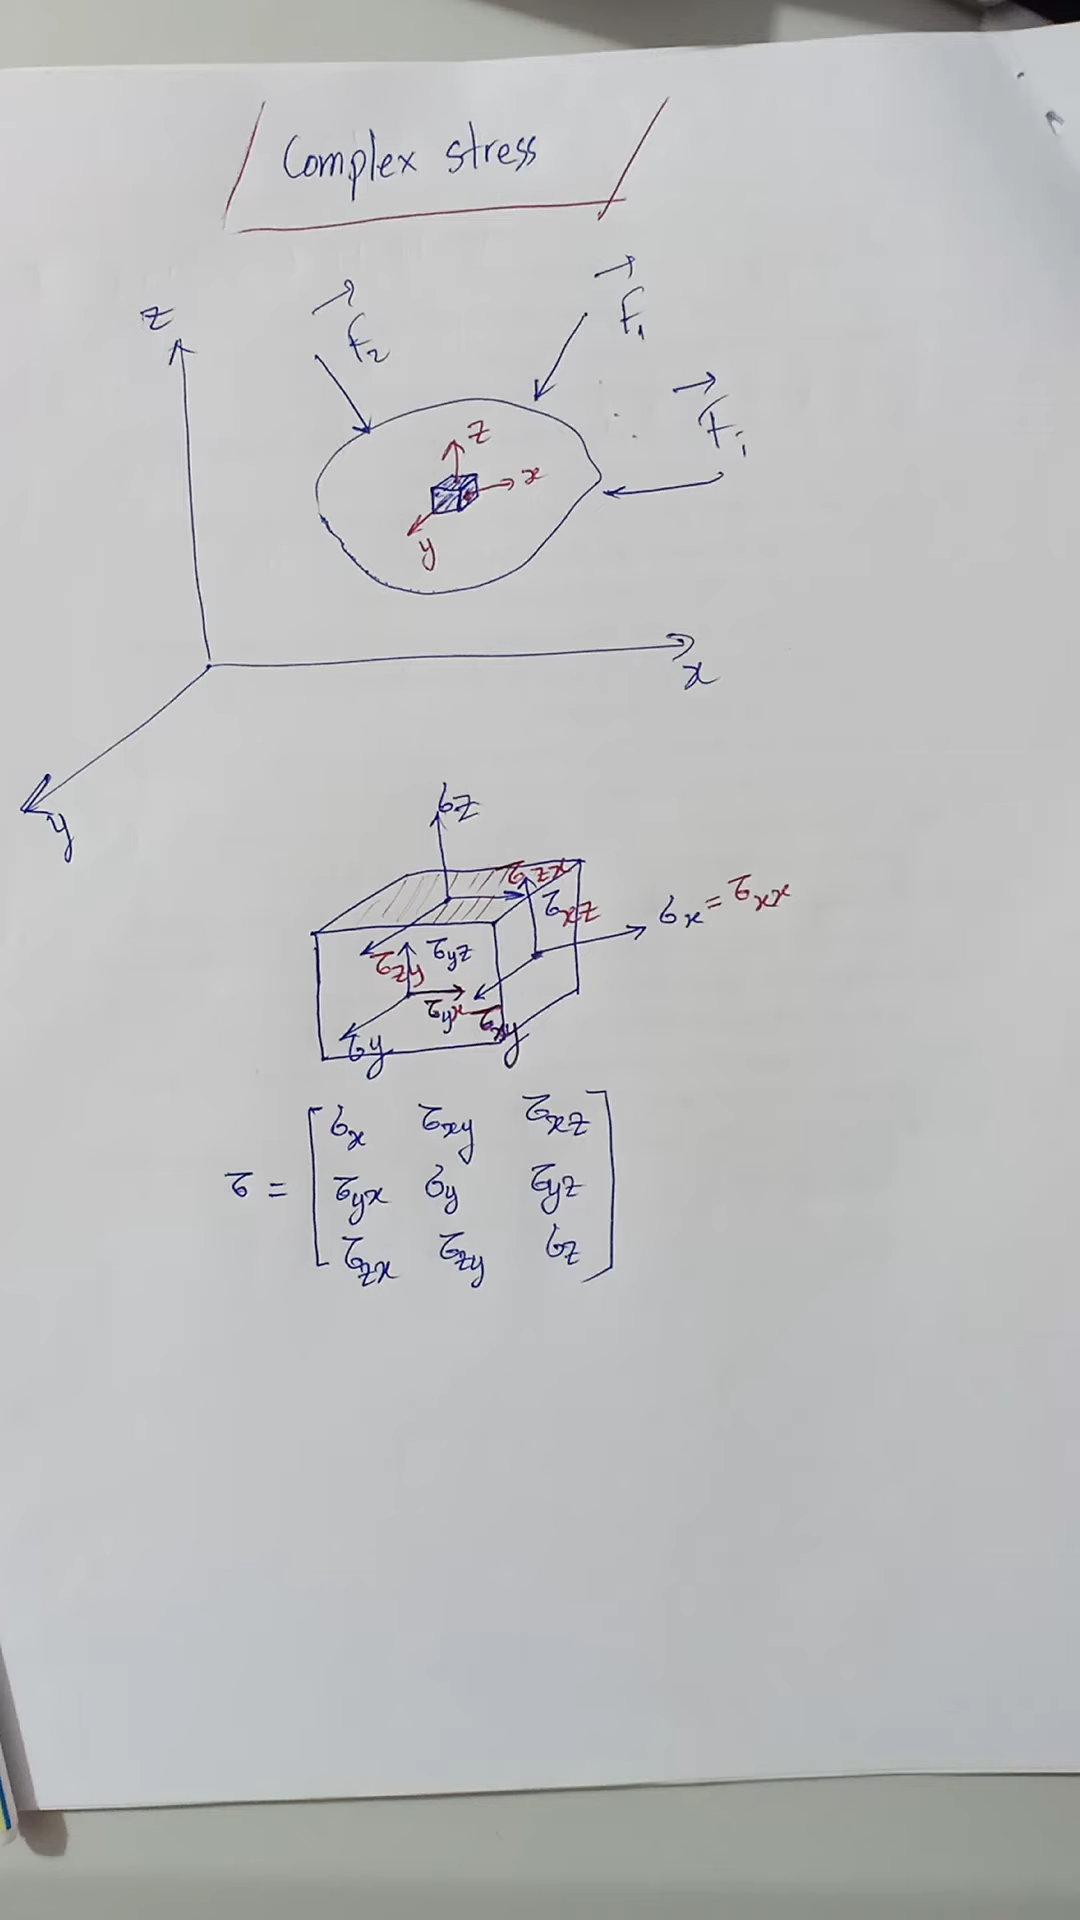 Complex stress
z
F₂
F₁
Fᵢ
z
x
y
x
y
σz
τzx
τxz
σx = τxx
τzy
τyz
τyx
τxy
τy
τ = [ σx τxy τxz
τyx σy τyz
τzx τzy σz ]